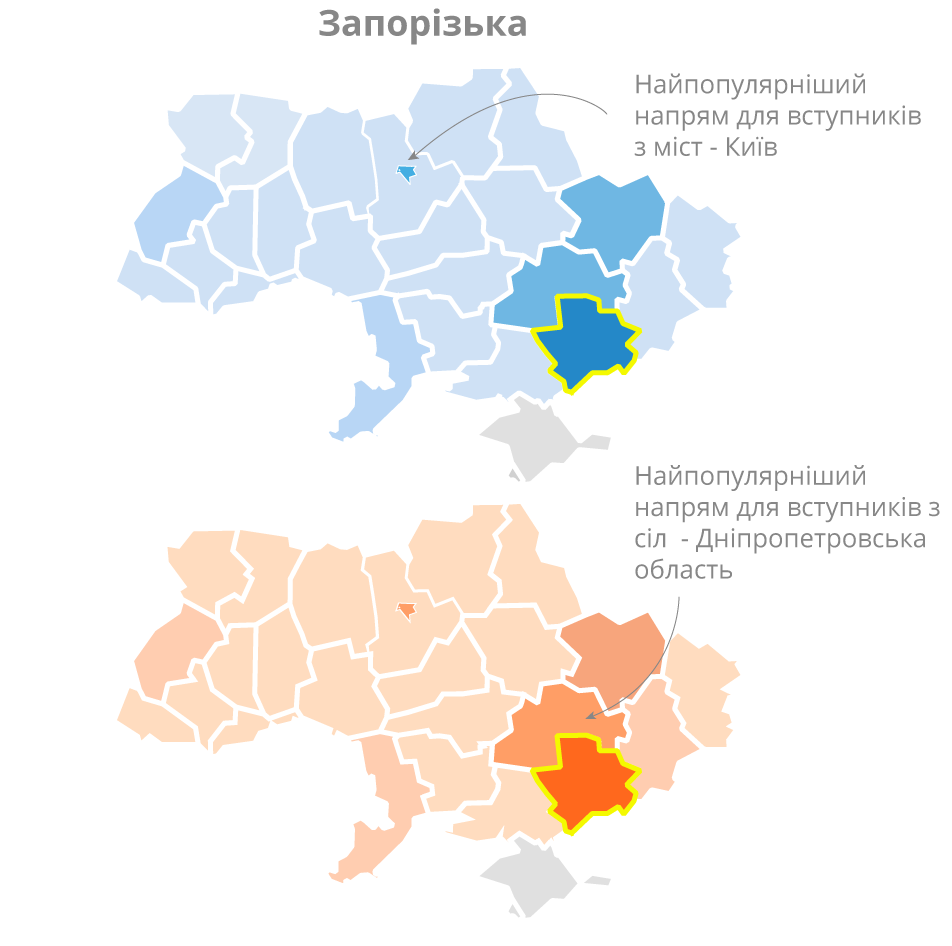 Запорізька
Найпопулярніший
напрям для вступників
з міст - Київ
Найпопулярніший
напрям для вступників з
сіл - Дніпропетровська
область